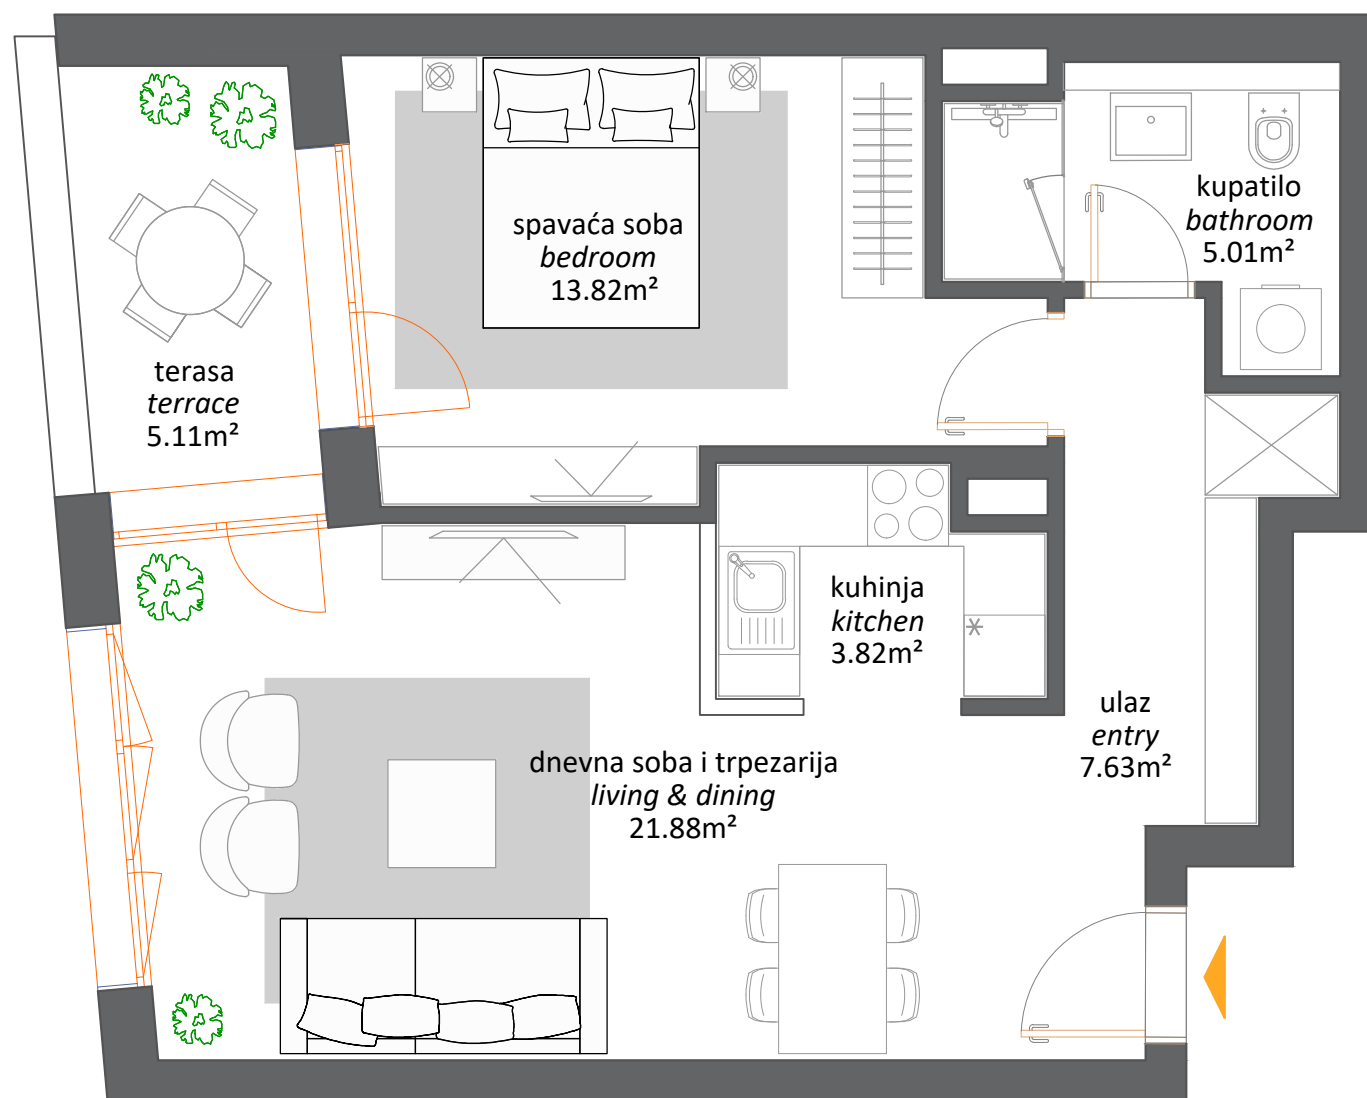 spavaća soba
bedroom
13.82m²
kupatilo
bathroom
5.01m²
terasa
terrace
5.11m²
kuhinja
kitchen
3.82m²
ulaz
entry
7.63m²
dnevna soba i trpezarija
living & dining
21.88m²